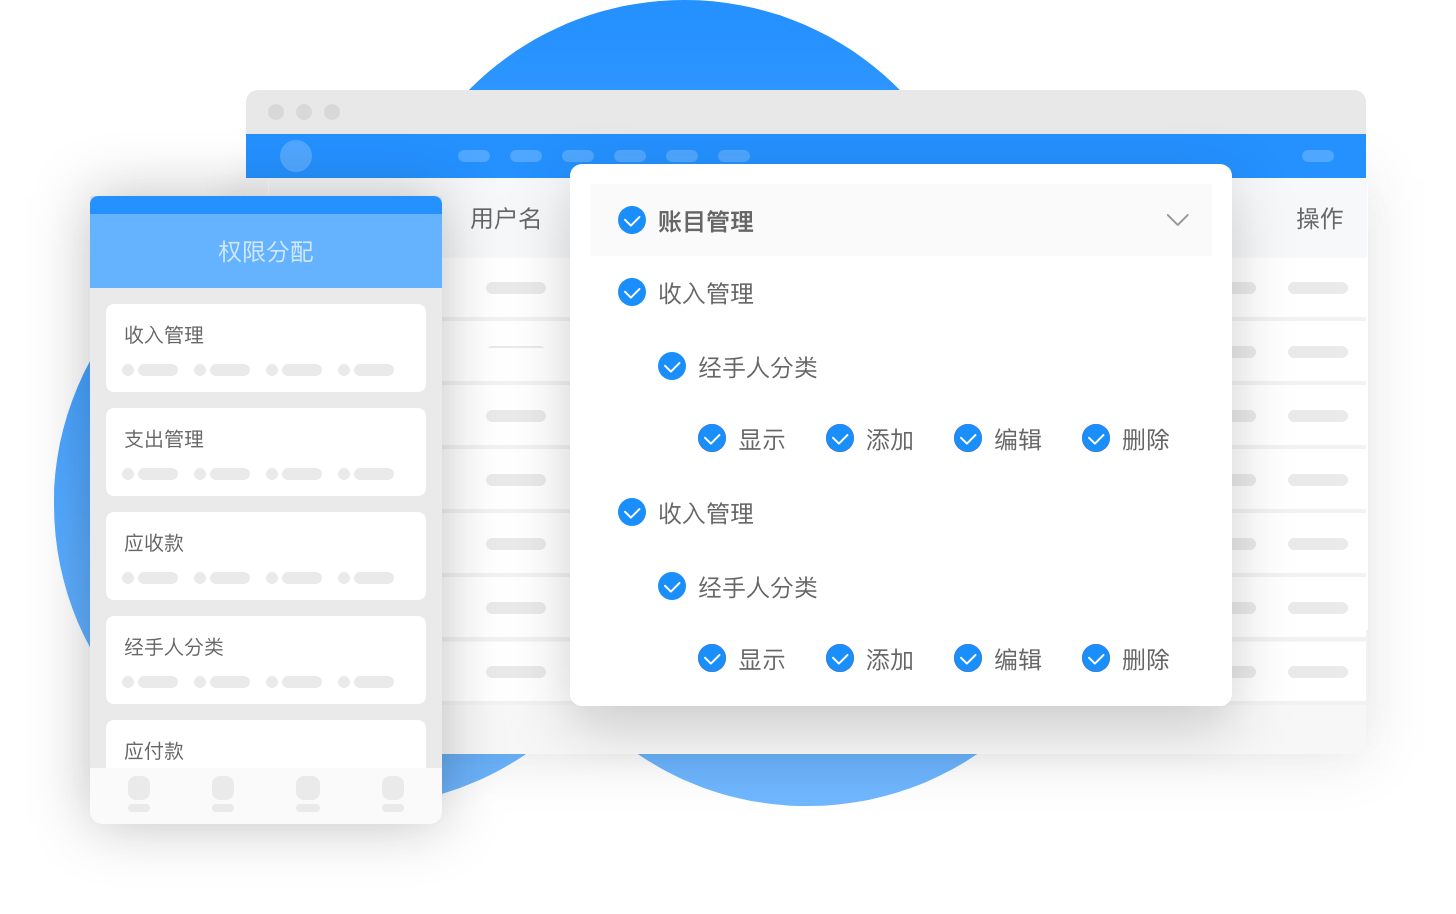 用户名
操作
权限分配
收入管理
支出管理
应收款
经手人分类
应付款
账目管理
收入管理
经手人分类
显示 添加 编辑 删除
收入管理
经手人分类
显示 添加 编辑 删除